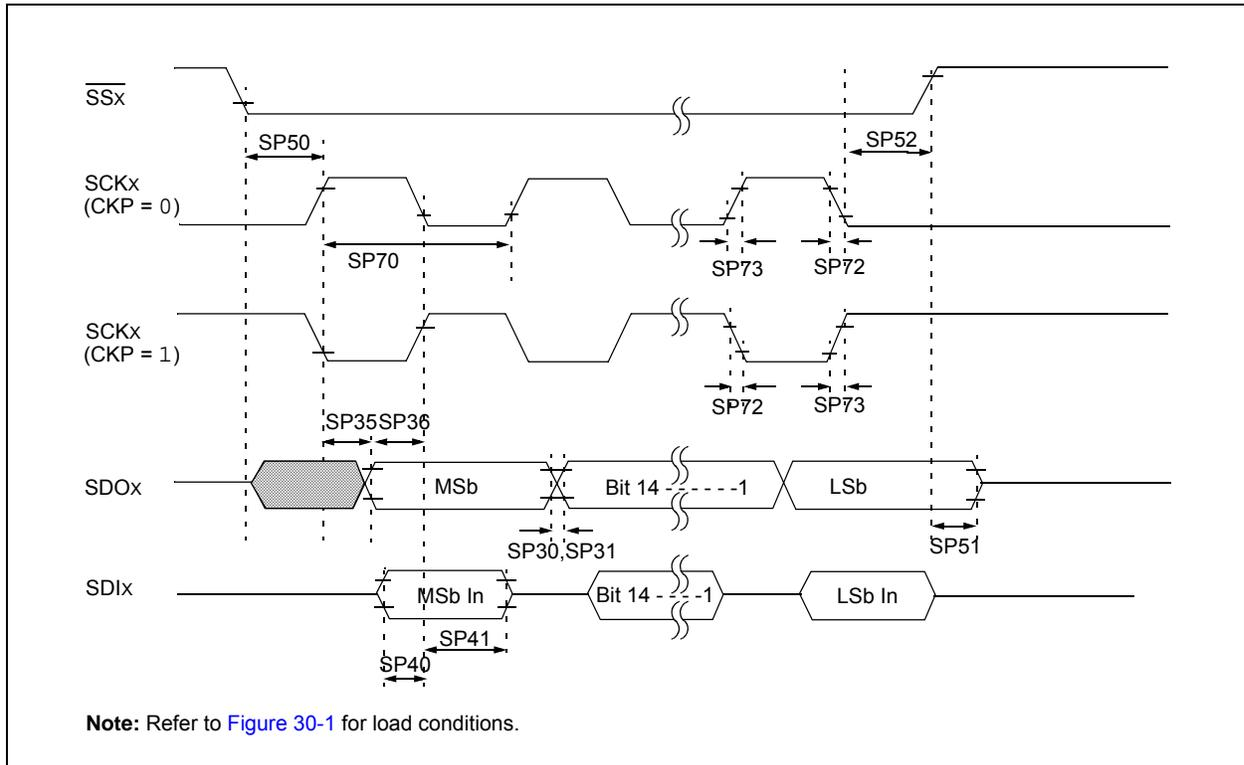 SSx
SP50
SP52
SCKx
(CKP = 0)
SP70
SP73
SP72
SCKx
(CKP = 1)
SP72
SP73
SP35
SP36
SDOx
MSb
Bit 14 - - - - - -1
LSb
SP30,SP31
SP51
SDIx
MSb In
Bit 14 - - - -1
LSb In
SP41
SP40
Note: Refer to Figure 30-1 for load conditions.